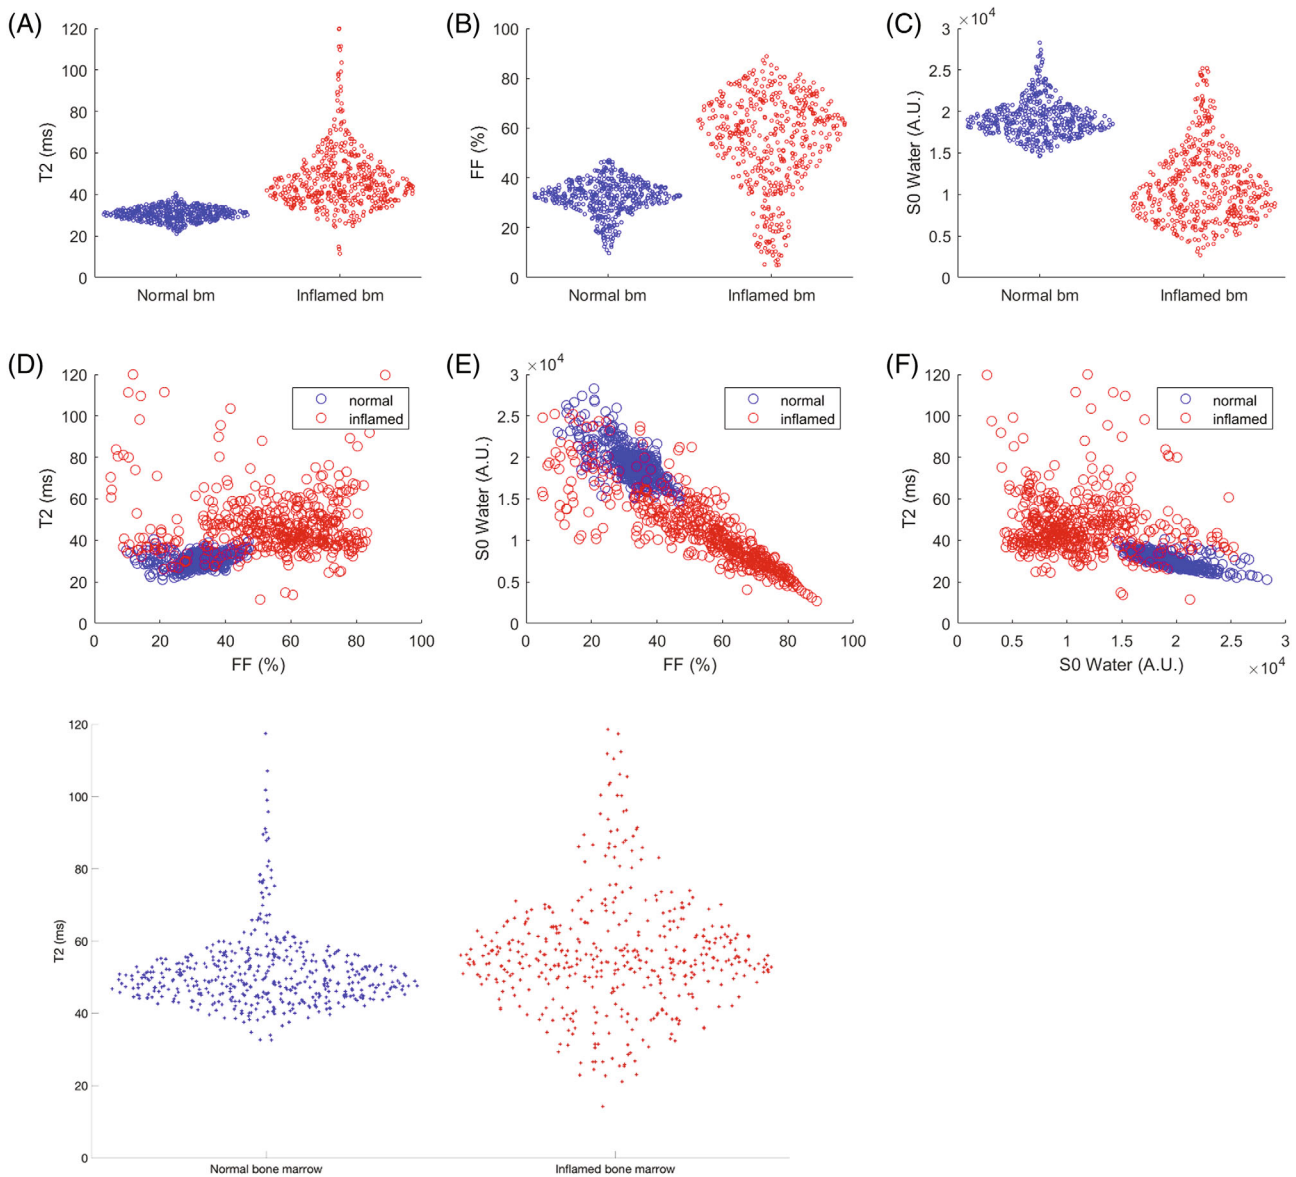 (A)
120
100
80
60
40
20
0
T2 (ms)
Normal bm
Inflamed bm
(B)
100
80
60
40
20
0
FF (%)
Normal bm
Inflamed bm
(C)
×10⁴
3
2.5
2
1.5
1
0.5
0
S0 Water (A.U.)
Normal bm
Inflamed bm
(D)
120
100
80
60
40
20
0
T2 (ms)
normal
inflamed
0 20 40 60 80 100
FF (%)
(E)
×10⁴
3
2.5
2
1.5
1
0.5
0
S0 Water (A.U.)
normal
inflamed
0 20 40 60 80 100
FF (%)
(F)
120
100
80
60
40
20
0
T2 (ms)
normal
inflamed
0 0.5 1 1.5 2 2.5 3
S0 Water (A.U.)
×10⁴
120
100
80
60
40
20
0
T2 (ms)
Normal bone marrow
Inflamed bone marrow